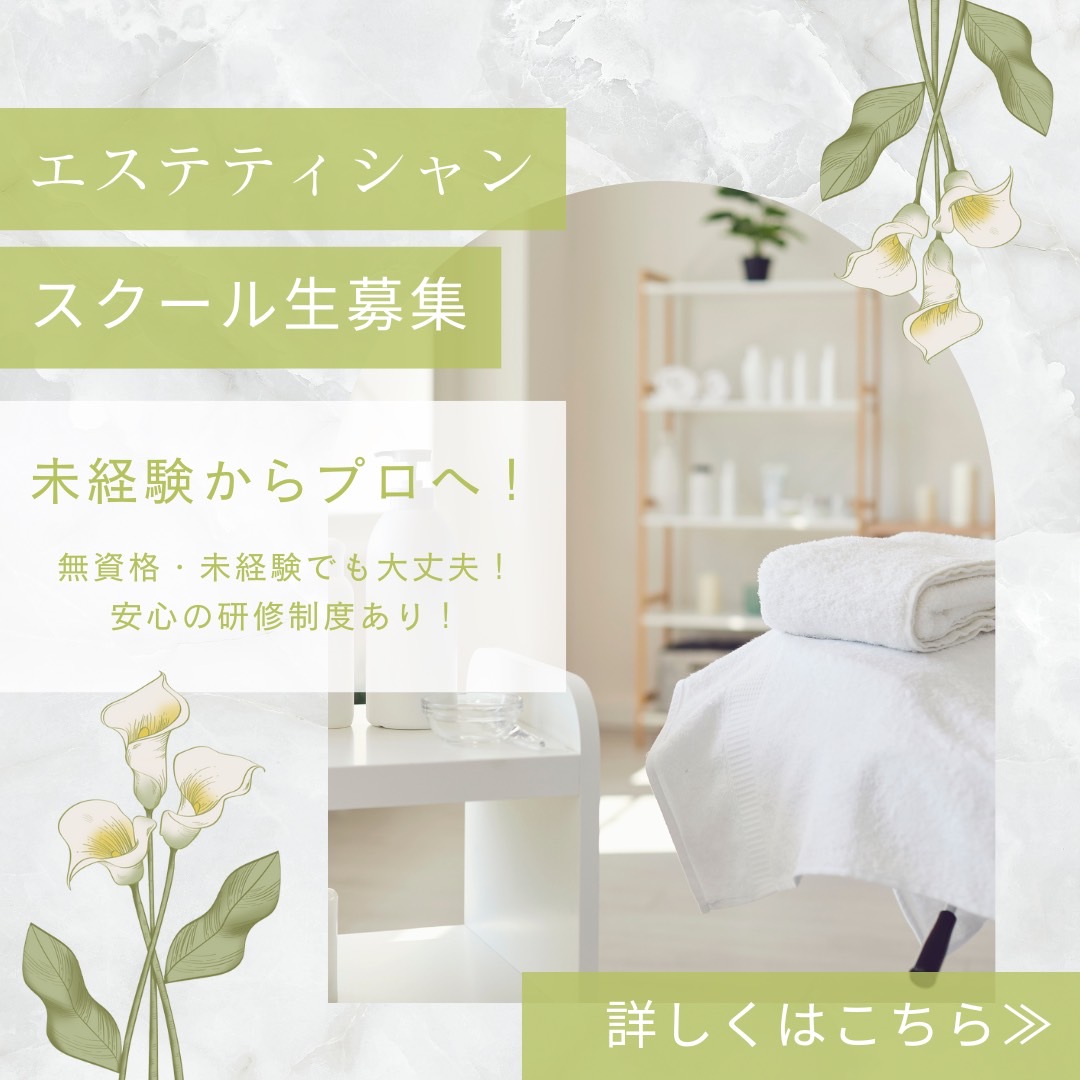 エステティシャン
スクール生募集
未経験からプロへ！
無資格・未経験でも大丈夫！
安心の研修制度あり！
詳しくはこちら≫